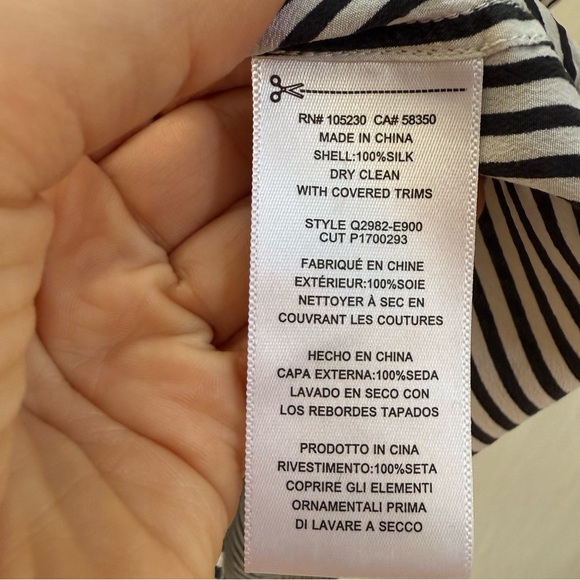 RN# 105230 CA# 58350
MADE IN CHINA
SHELL:100%SILK
DRY CLEAN
WITH COVERED TRIMS
STYLE Q2982-E900
CUT P1700293
FABRIQUÉ EN CHINE
EXTÉRIEUR:100%SOIE
NETTOYER À SEC EN
COUVRANT LES COUTURES
HECHO EN CHINA
CAPA EXTERNA:100%SEDA
LAVADO EN SECO CON
LOS REBORDES TAPADOS
PRODOTTO IN CINA
RIVESTIMENTO:100%SETA
COPRIRE GLI ELEMENTI
ORNAMENTALI PRIMA
DI LAVARE A SECCO